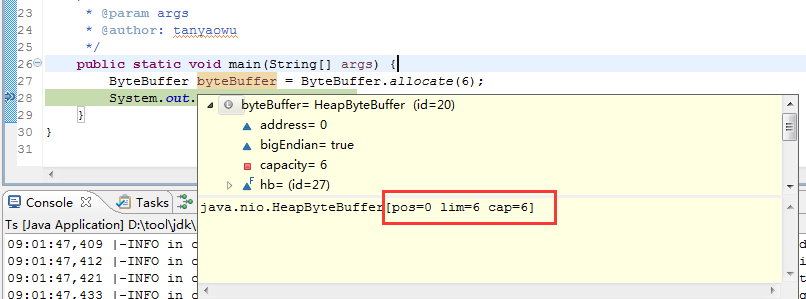 23
* @param args
24
* @author: tanyaowu
25
*/
26
public static void main(String[] args) {
27
ByteBuffer byteBuffer = ByteBuffer.allocate(6);
28
System.out.
29
}
30
}
31
byteBuffer= HeapByteBuffer (id=20)
address= 0
bigEndian= true
capacity= 6
F
hb= (id=27)
java.nio.HeapByteBuffer[pos=0 lim=6 cap=6]
Console
Tasks
Ts [Java Application] D:\tool\jdk\
09:01:47,409 |-INFO in c
09:01:47,412 |-INFO in c
09:01:47,421 |-INFO in c
09:01:47,433 |-INFO in c